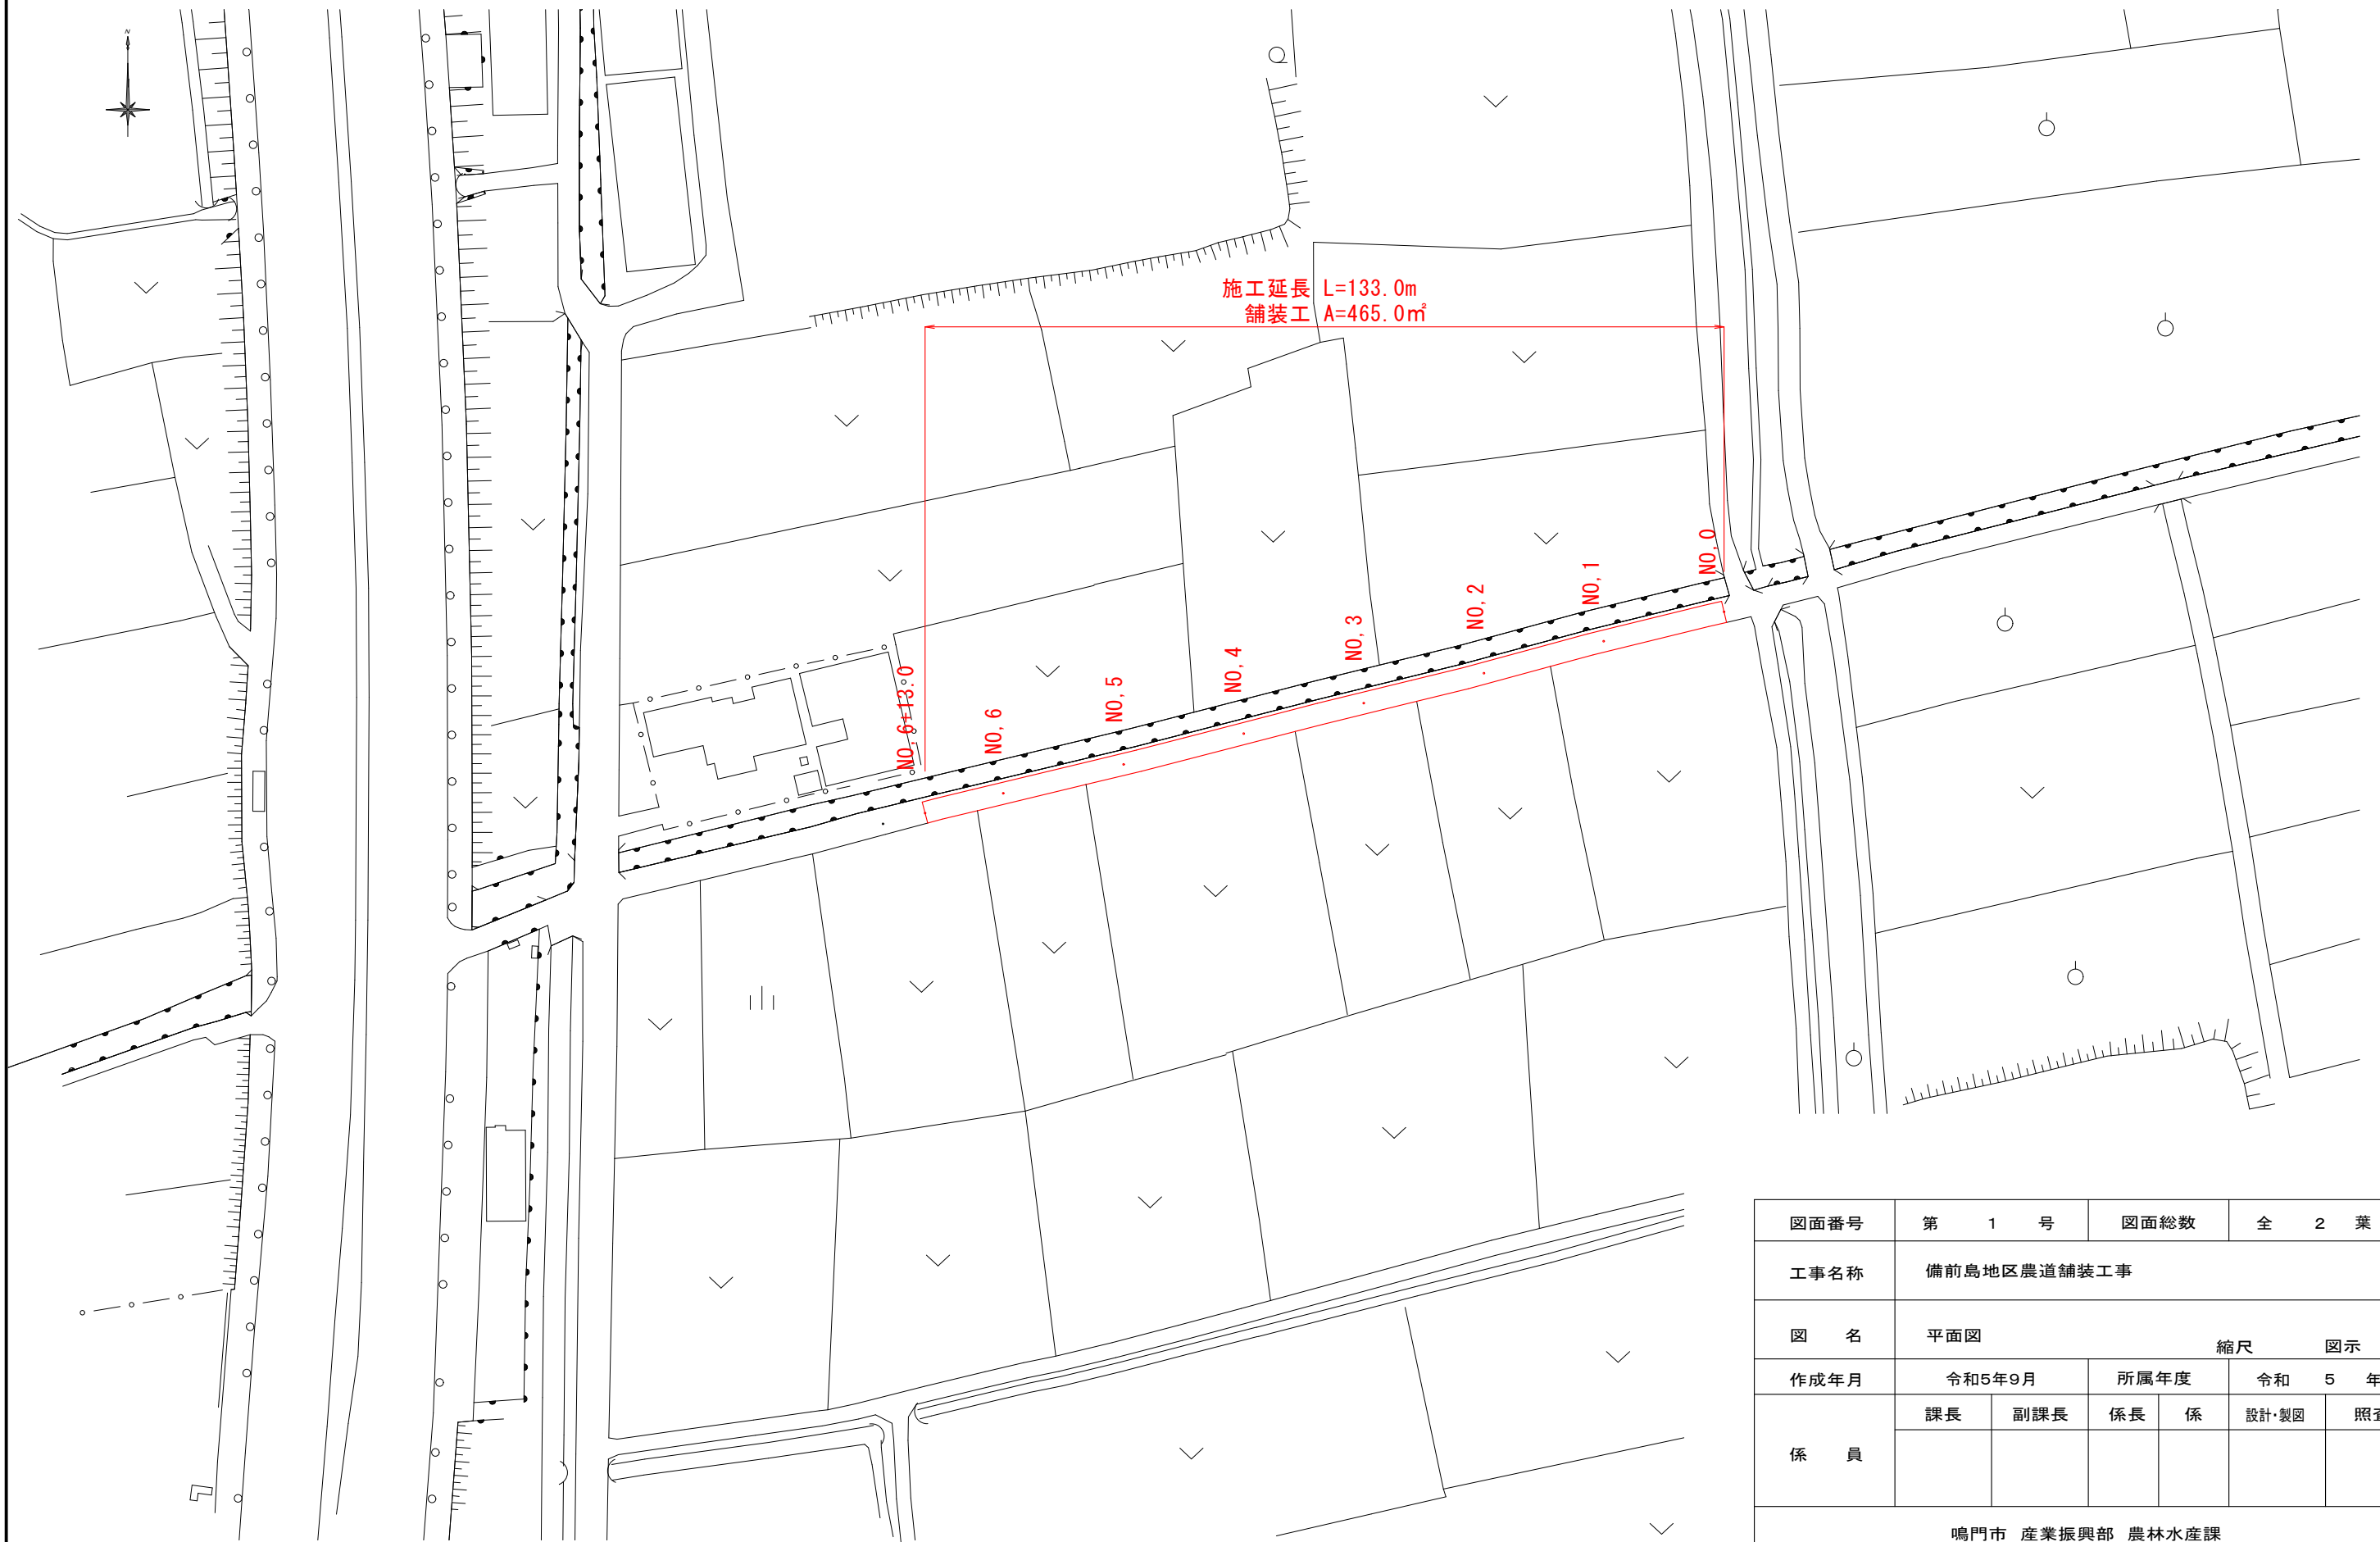 N
施工延長 L=133.0m
舗装工 A=465.0㎡
NO,0
NO,1
NO,2
NO,3
NO,4
NO,5
NO,6
NO,6+13.0
図面番号 第 1 号 図面総数 全 2 葉
工事名称 備前島地区農道舗装工事
図 名 平面図 縮尺 図示
作成年月 令和5年9月 所属年度 令和 5 年
係 員 課長 副課長 係長 係 設計・製図 照査
鳴門市 産業振興部 農林水産課